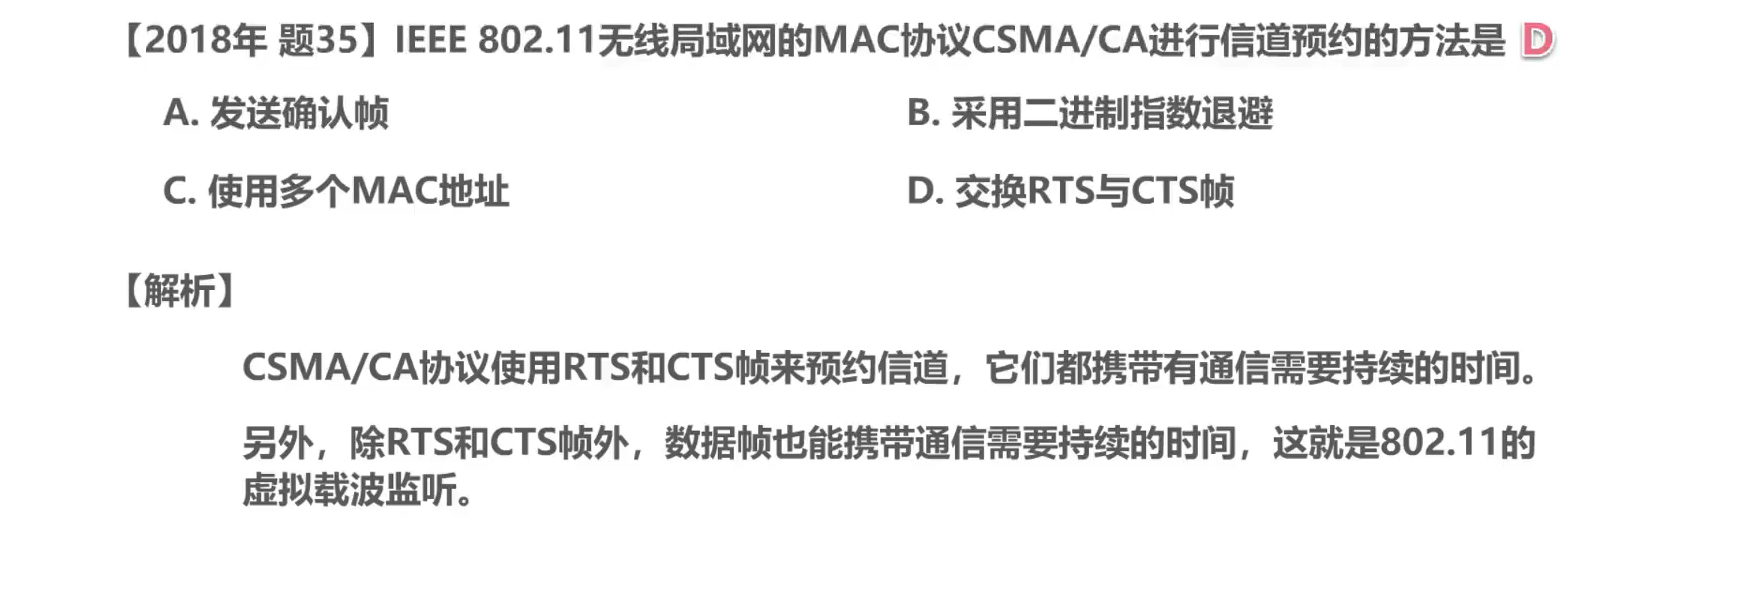 【2018年 题35】IEEE 802.11无线局域网的MAC协议CSMA/CA进行信道预约的方法是 D
A. 发送确认帧 B. 采用二进制指数退避
C. 使用多个MAC地址 D. 交换RTS与CTS帧
【解析】
CSMA/CA协议使用RTS和CTS帧来预约信道，它们都携带有通信需要持续的时间。
另外，除RTS和CTS帧外，数据帧也能携带通信需要持续的时间，这就是802.11的
虚拟载波监听。